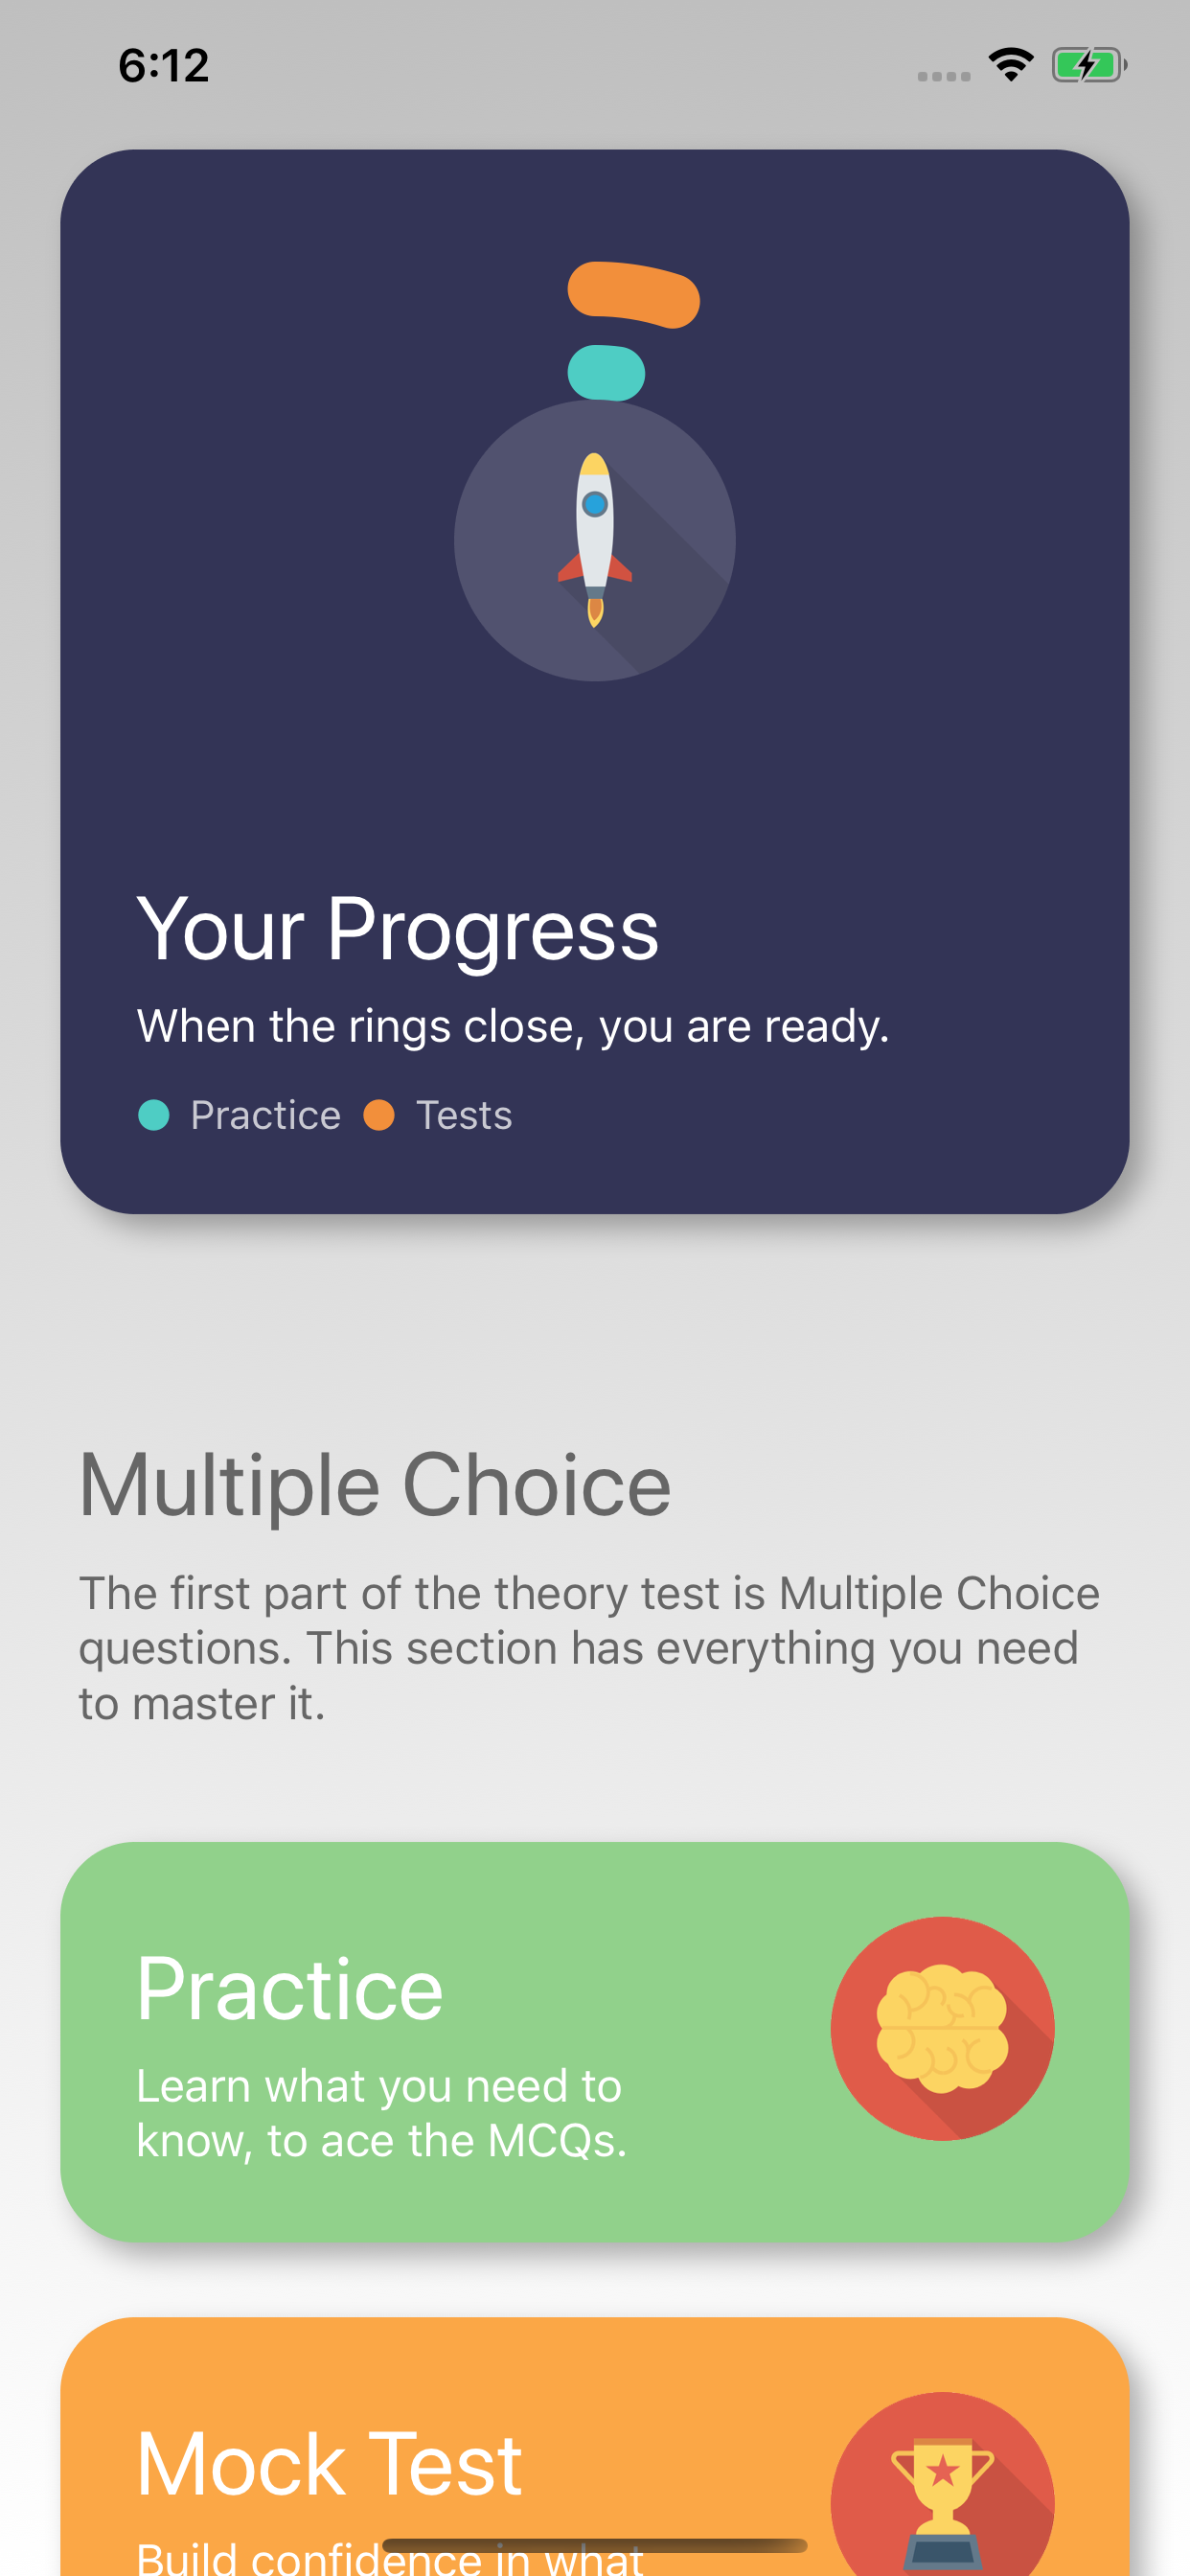 6:12
Your Progress
When the rings close, you are ready.
Practice Tests
Multiple Choice
The first part of the theory test is Multiple Choice
questions. This section has everything you need
to master it.
Practice
Learn what you need to
know, to ace the MCQs.
Mock Test
Build confidence in what